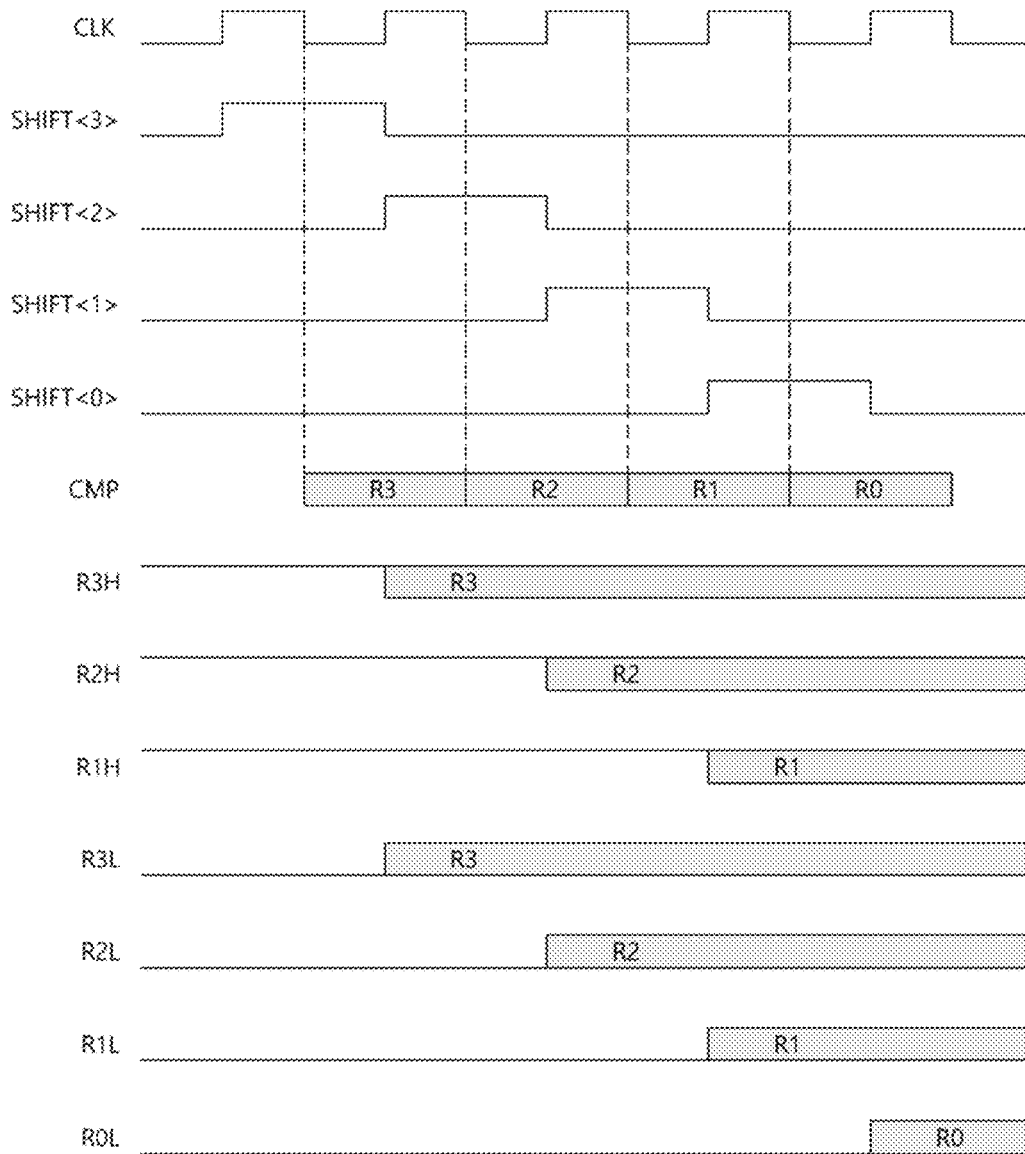 CLK
SHIFT<3>
SHIFT<2>
SHIFT<1>
SHIFT<0>
CMP R3 R2 R1 R0
R3H R3
R2H R2
R1H R1
R3L R3
R2L R2
R1L R1
R0L R0